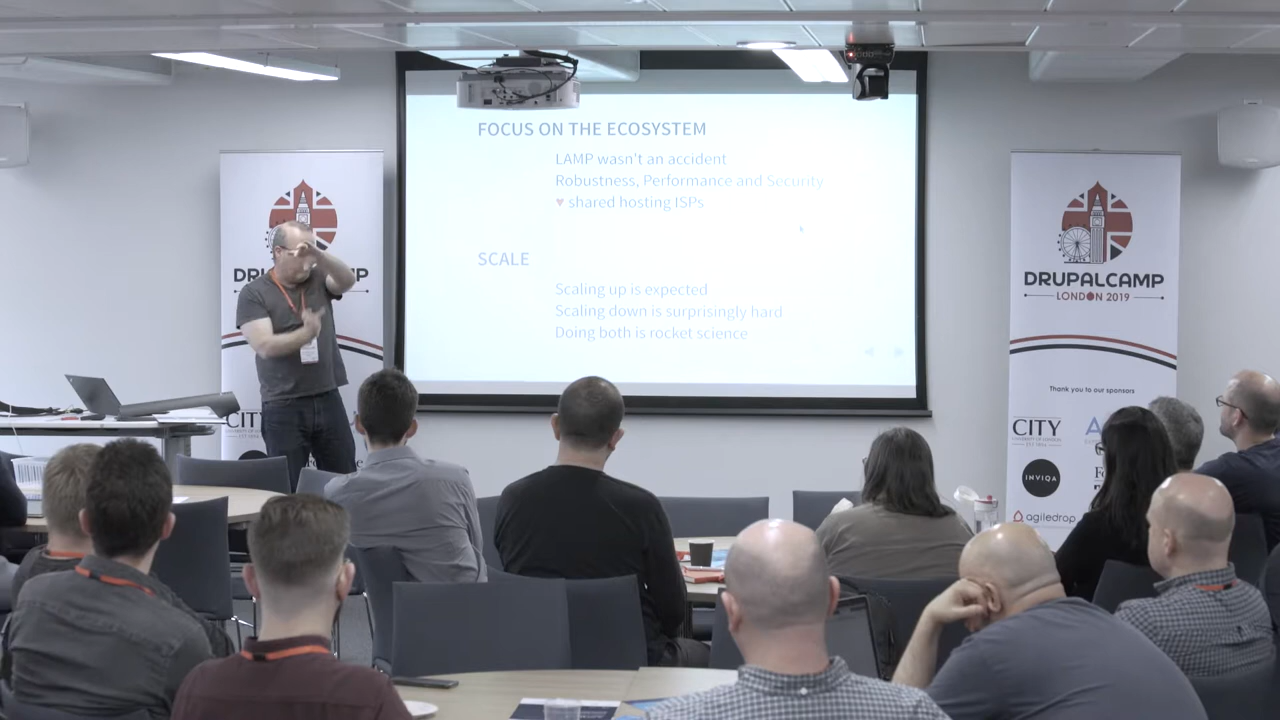 FOCUS ON THE ECOSYSTEM
LAMP wasn't an accident
Robustness, Performance and Security
♥ shared hosting ISPs
SCALE
Scaling up is expected
Scaling down is surprisingly hard
Doing both is rocket science
CITY
DRUPALCAMP
LONDON 2019
Thank you to our sponsors
CITY
INVIQA
agiledrop